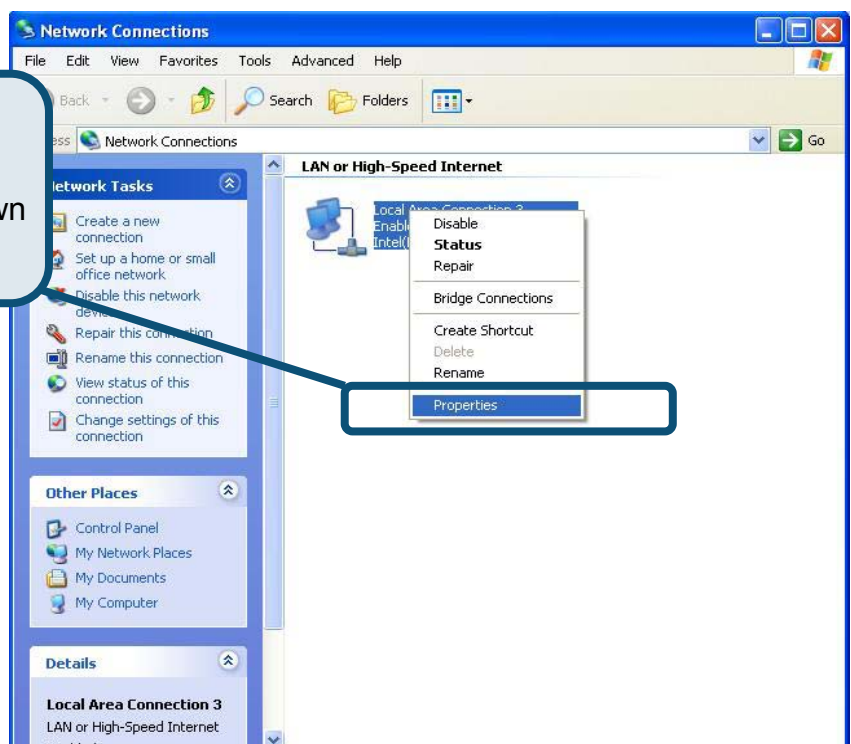 Network Connections
File Edit View Favorites Tools Advanced Help
Back Search Folders
Network Connections Go
LAN or High-Speed Internet
Network Tasks
Create a new
connection
Set up a home or small
office network
Disable this network
Repair this connection
Rename this connection
View status of this
connection
Change settings of this
connection
Local Area Connection 3
Disable
Status
Repair
Bridge Connections
Create Shortcut
Delete
Rename
Properties
Other Places
Control Panel
My Network Places
My Documents
My Computer
Details
Local Area Connection 3
LAN or High-Speed Internet